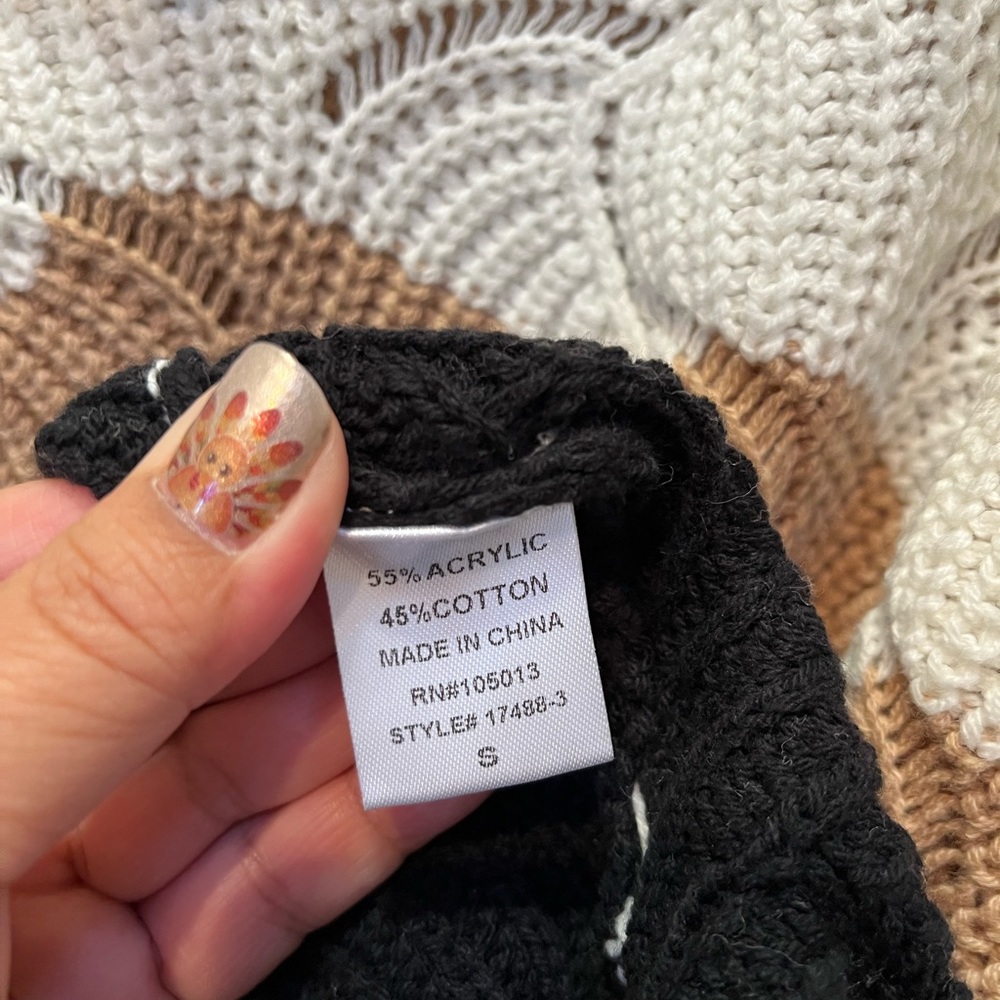 55% ACRYLIC
45%COTTON
MADE IN CHINA
RN#105013
STYLE# 17488-3
S